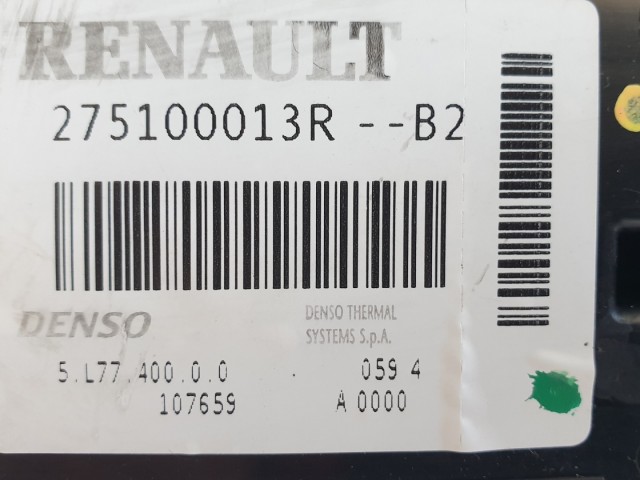 RENAULT
275100013R --B2
DENSO DENSO THERMAL
SYSTEMS S.p.A.
5.L77.400.0.0 . 059 4
107659 A 0000